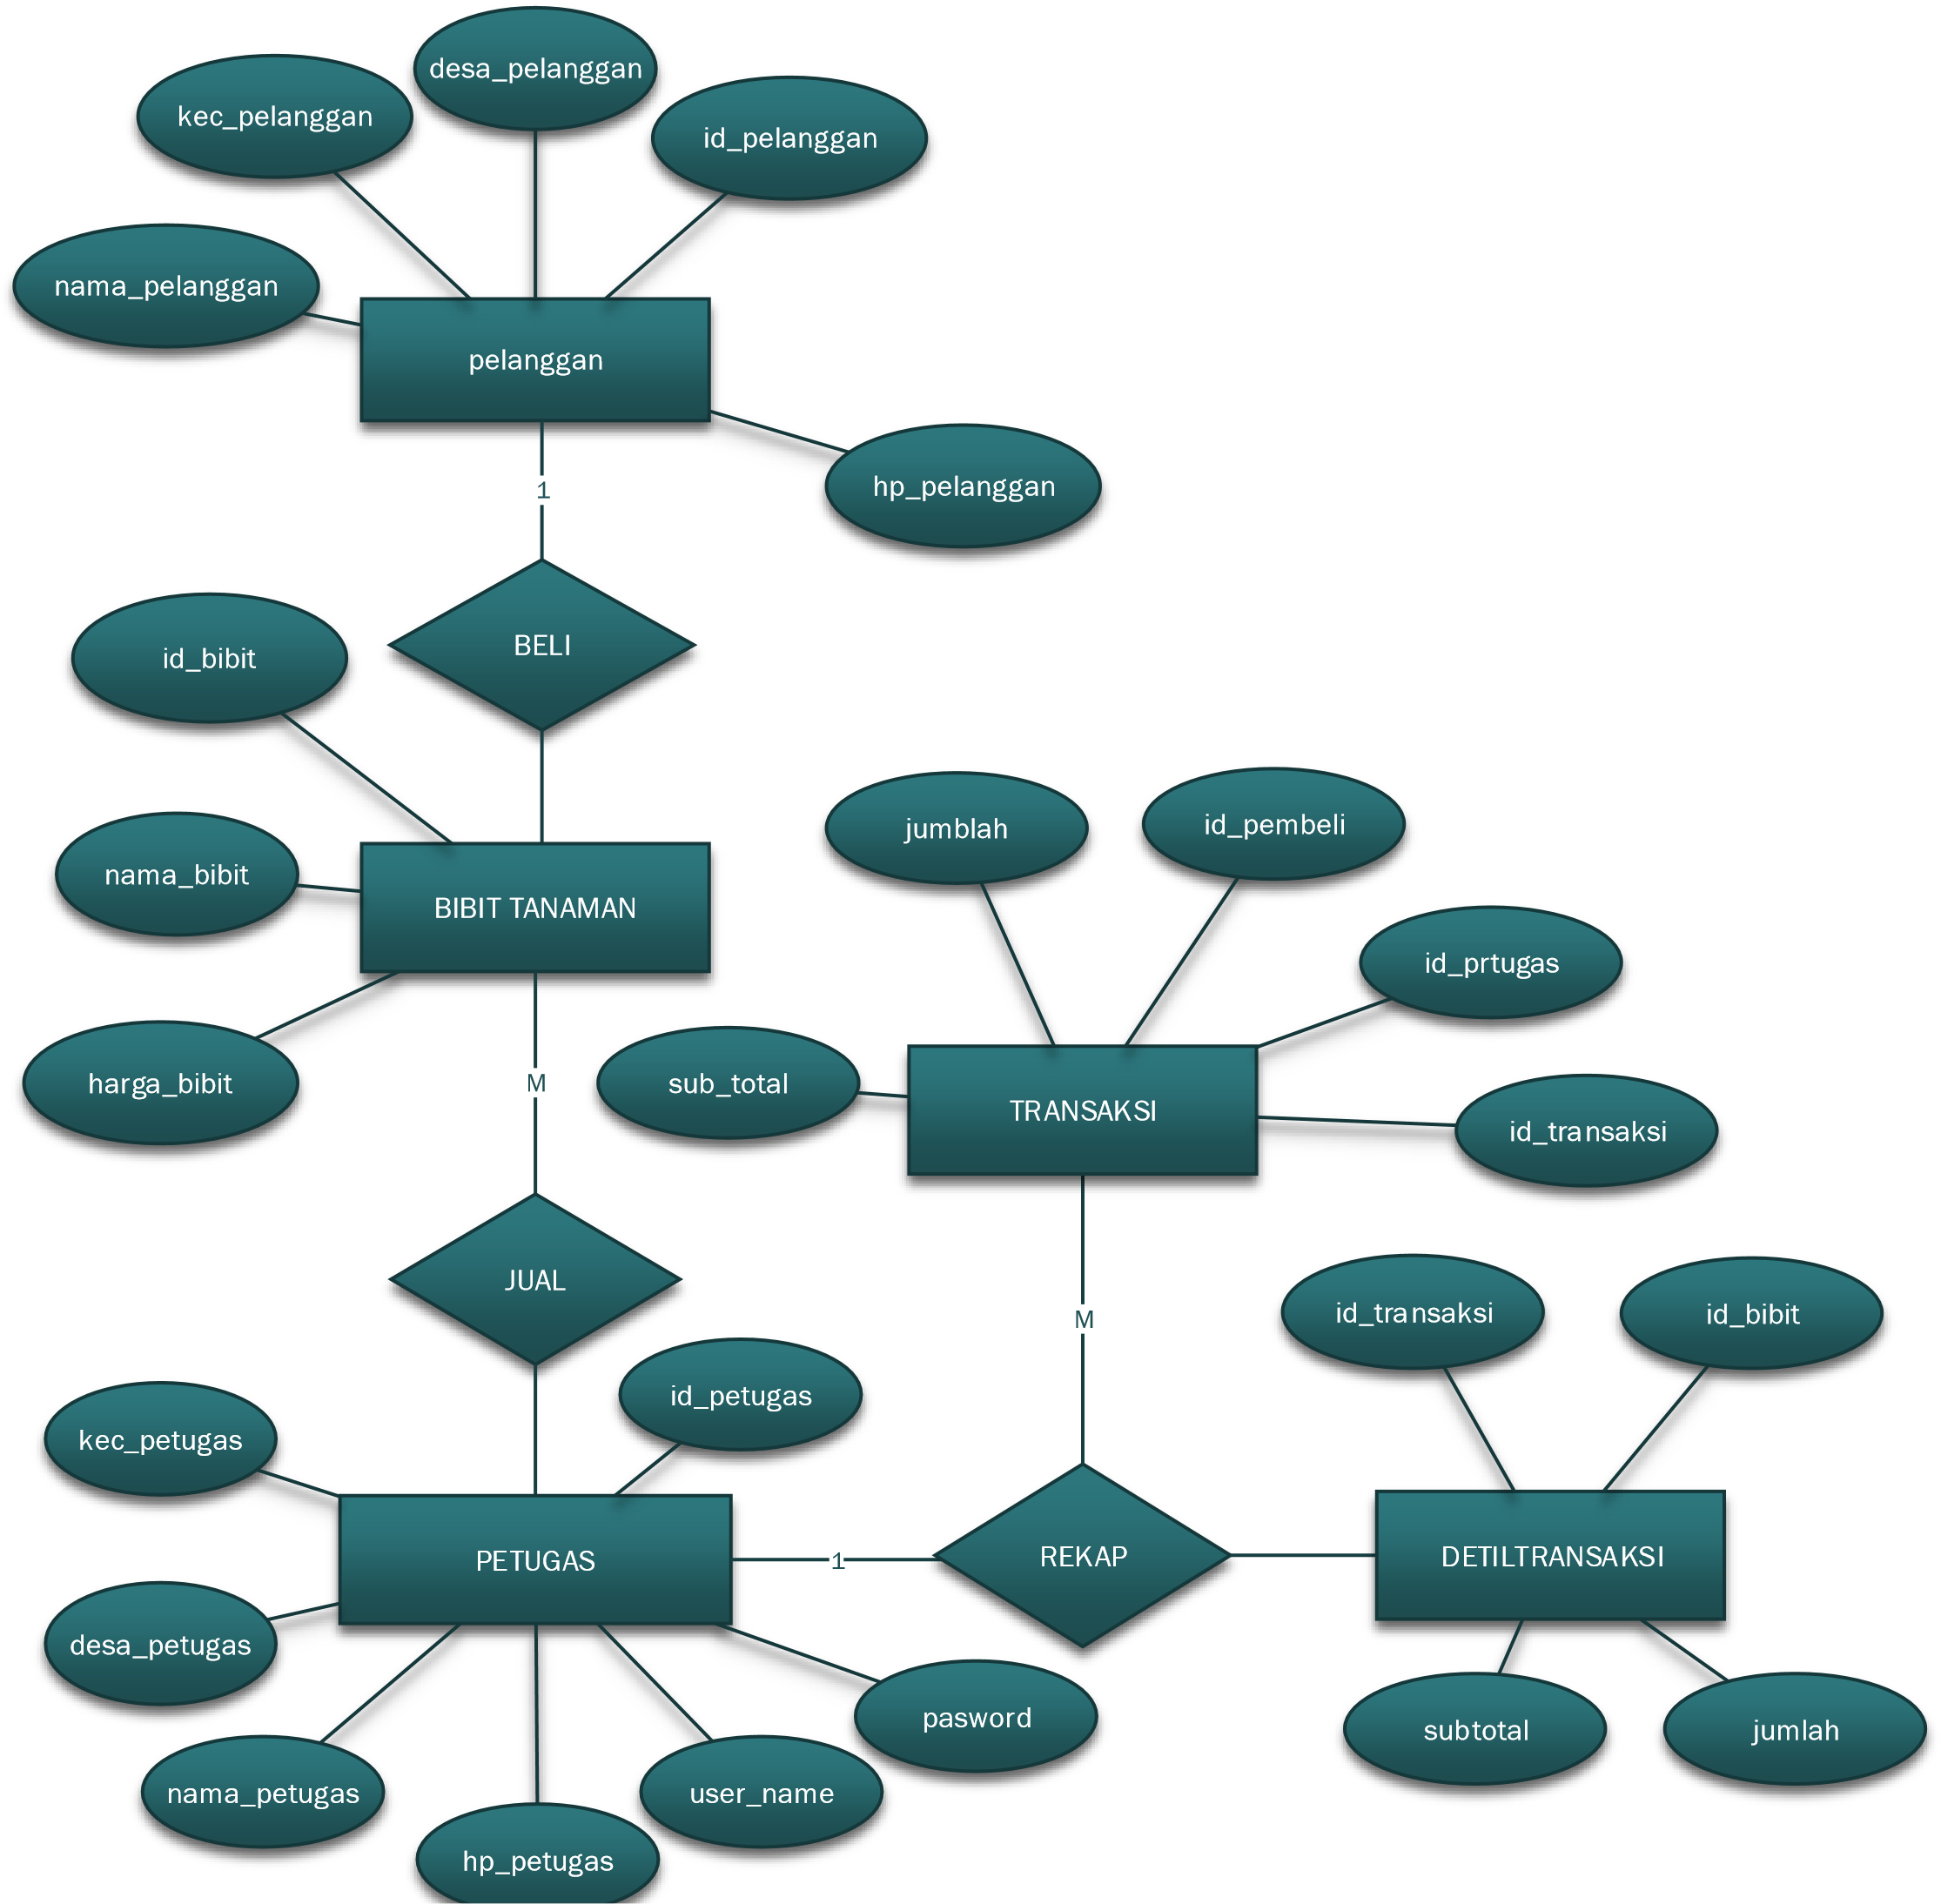 desa_pelanggan
kec_pelanggan
id_pelanggan
nama_pelanggan
pelanggan
hp_pelanggan
1
BELI
id_bibit
nama_bibit
BIBIT TANAMAN
harga_bibit
M
JUAL
jumblah
id_pembeli
id_prtugas
sub_total
TRANSAKSI
id_transaksi
M
id_transaksi
id_bibit
id_petugas
kec_petugas
PETUGAS
1
REKAP
DETILTRANSAKSI
desa_petugas
pasword
subtotal
jumlah
nama_petugas
user_name
hp_petugas